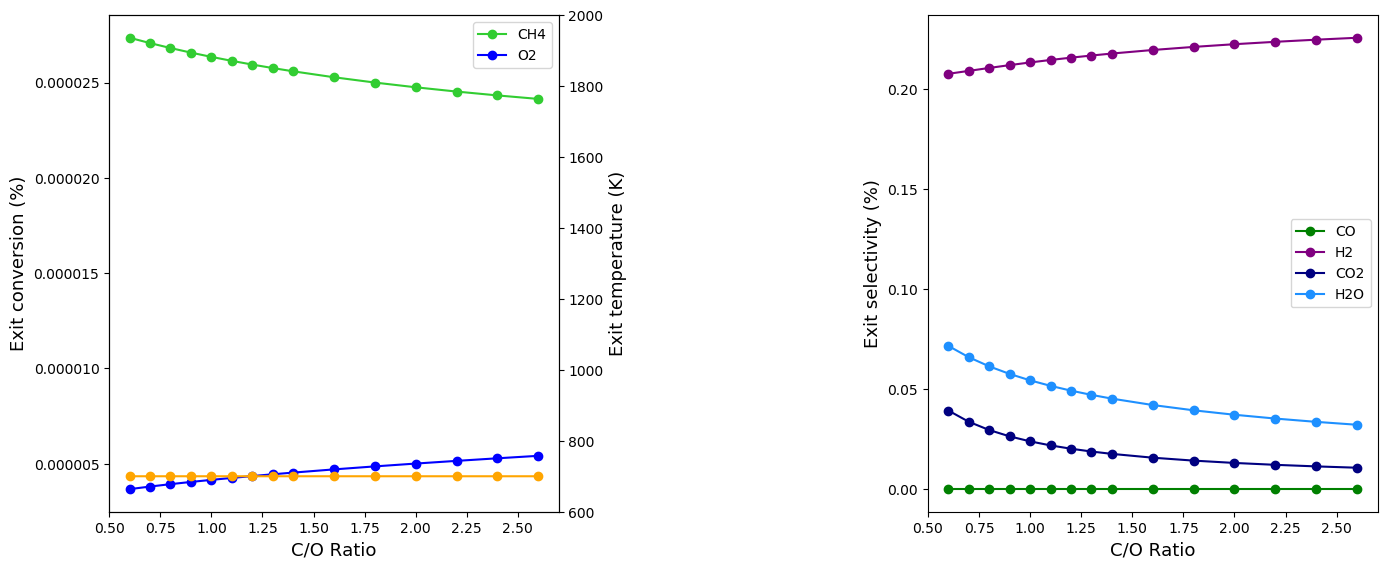 CH4
O2
0.000025
0.000020
0.000015
0.000010
0.000005
Exit conversion (%)
0.50 0.75 1.00 1.25 1.50 1.75 2.00 2.25 2.50
C/O Ratio
2000
1800
1600
1400
1200
1000
800
600
Exit temperature (K)
0.20
0.15
0.10
0.05
0.00
Exit selectivity (%)
CO
H2
CO2
H2O
0.50 0.75 1.00 1.25 1.50 1.75 2.00 2.25 2.50
C/O Ratio